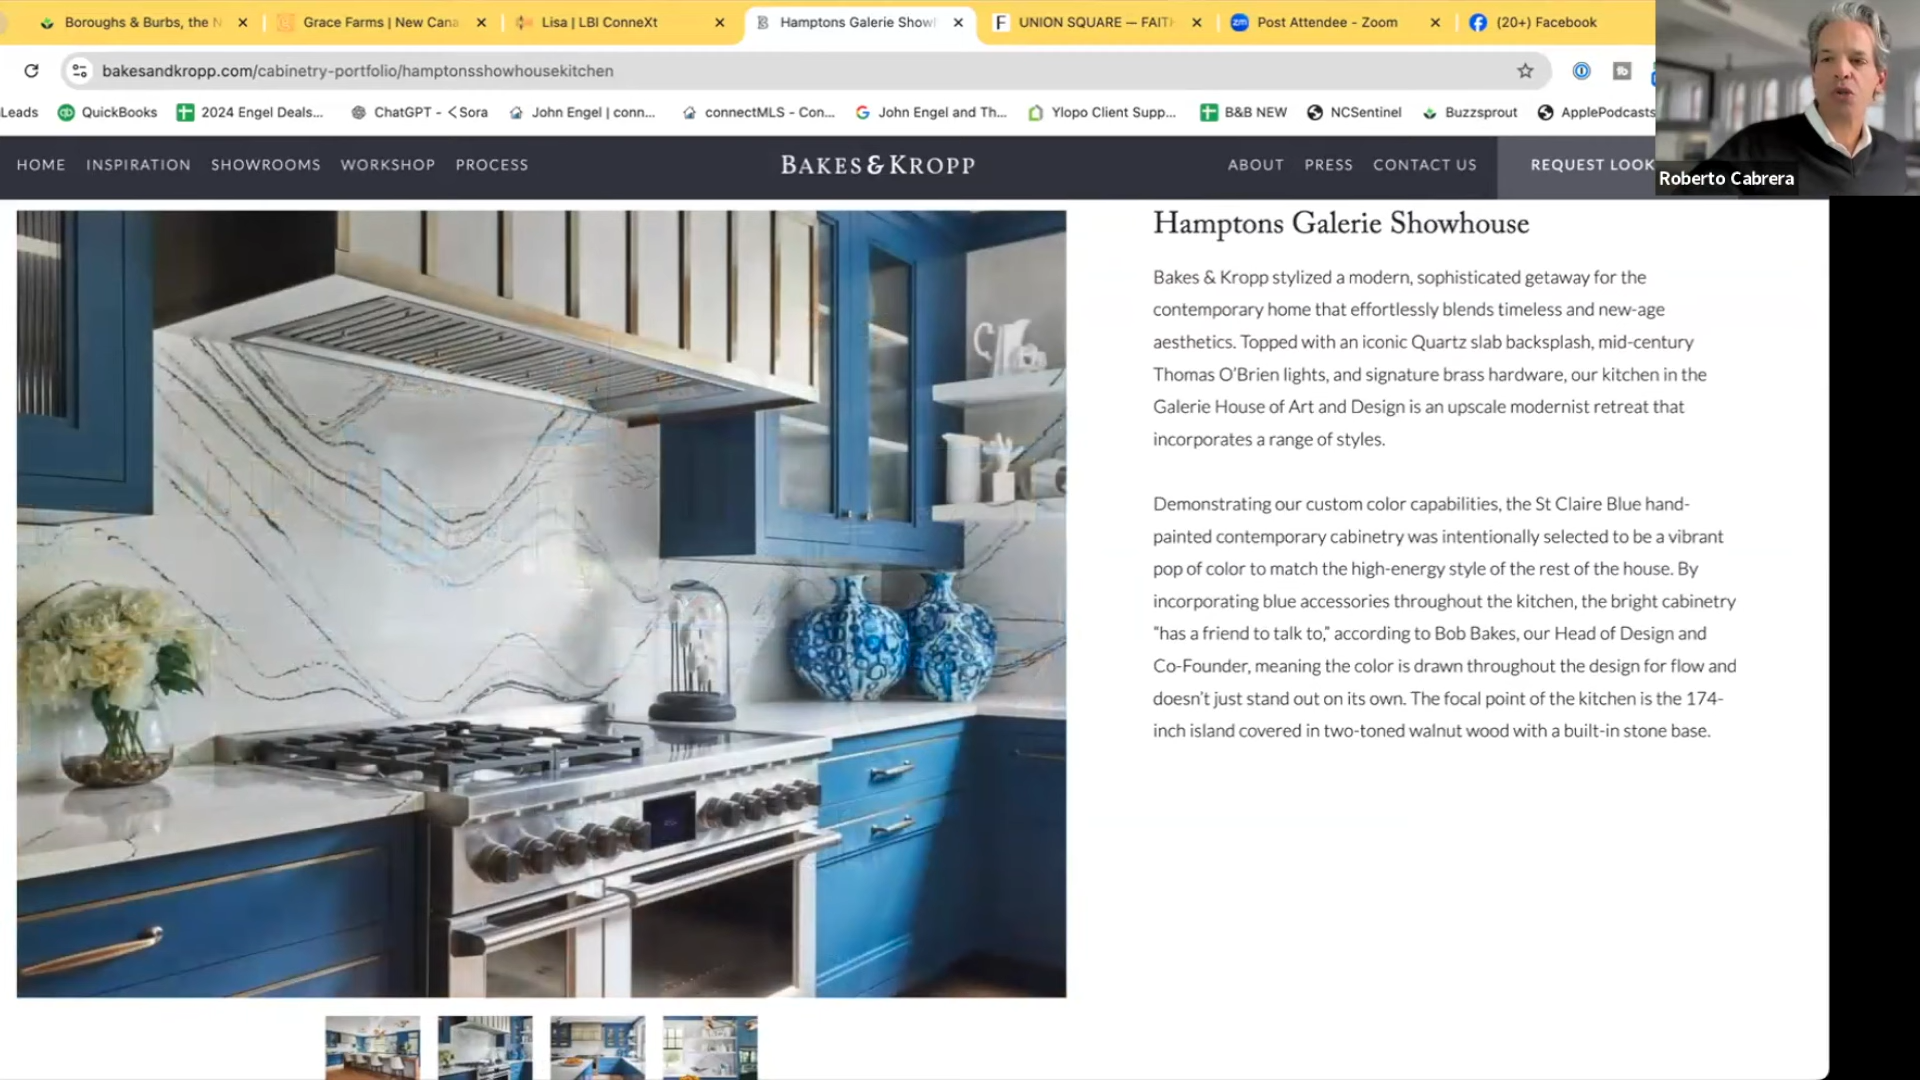 Boroughs & Burbs, the N
Grace Farms | New Cana
Lisa | LBI ConneXt
Hamptons Galerie Showh
UNION SQUARE — FAITH
Post Attendee - Zoom
(20+) Facebook
bakesandkropp.com/cabinetry-portfolio/hamptonsshowhousekitchen
Leads
QuickBooks
2024 Engel Deals...
ChatGPT - < Sora
John Engel | conn...
connectMLS - Con...
John Engel and Th...
Ylopo Client Supp...
B&B NEW
NCSentinel
Buzzsprout
ApplePodcasts
HOME INSPIRATION SHOWROOMS WORKSHOP PROCESS
BAKES & KROPP
ABOUT PRESS CONTACT US
REQUEST LOOK
Roberto Cabrera
Hamptons Galerie Showhouse
Bakes & Kropp stylized a modern, sophisticated getaway for the
contemporary home that effortlessly blends timeless and new-age
aesthetics. Topped with an iconic Quartz slab backsplash, mid-century
Thomas O'Brien lights, and signature brass hardware, our kitchen in the
Galerie House of Art and Design is an upscale modernist retreat that
incorporates a range of styles.
Demonstrating our custom color capabilities, the St Claire Blue hand-
painted contemporary cabinetry was intentionally selected to be a vibrant
pop of color to match the high-energy style of the rest of the house. By
incorporating blue accessories throughout the kitchen, the bright cabinetry
“has a friend to talk to,” according to Bob Bakes, our Head of Design and
Co-Founder, meaning the color is drawn throughout the design for flow and
doesn't just stand out on its own. The focal point of the kitchen is the 174-
inch island covered in two-toned walnut wood with a built-in stone base.